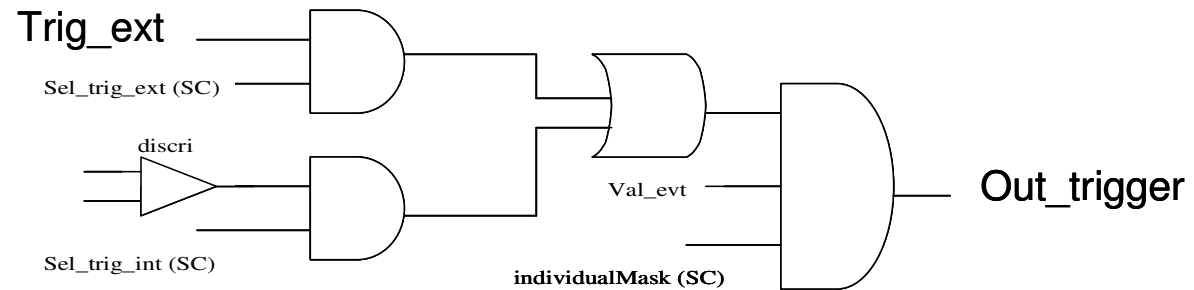 Trig_ext
Sel_trig_ext (SC)
discri
Val_evt
Out_trigger
Sel_trig_int (SC)
individualMask (SC)